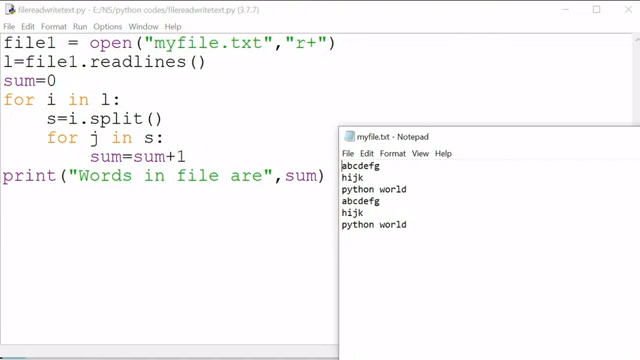 filereadwritetext.py - E:/NS/python codes/filereadwritetext.py (3.7.7)
File Edit Format Run Options Window Help
file1 = open("myfile.txt","r+")
l=file1.readlines()
sum=0
for i in l:
    s=i.split()
    for j in s:
        sum=sum+1
print("Words in file are",sum)
myfile.txt - Notepad
File Edit Format View Help
abcdefg
hijk
python world
abcdefg
hijk
python world